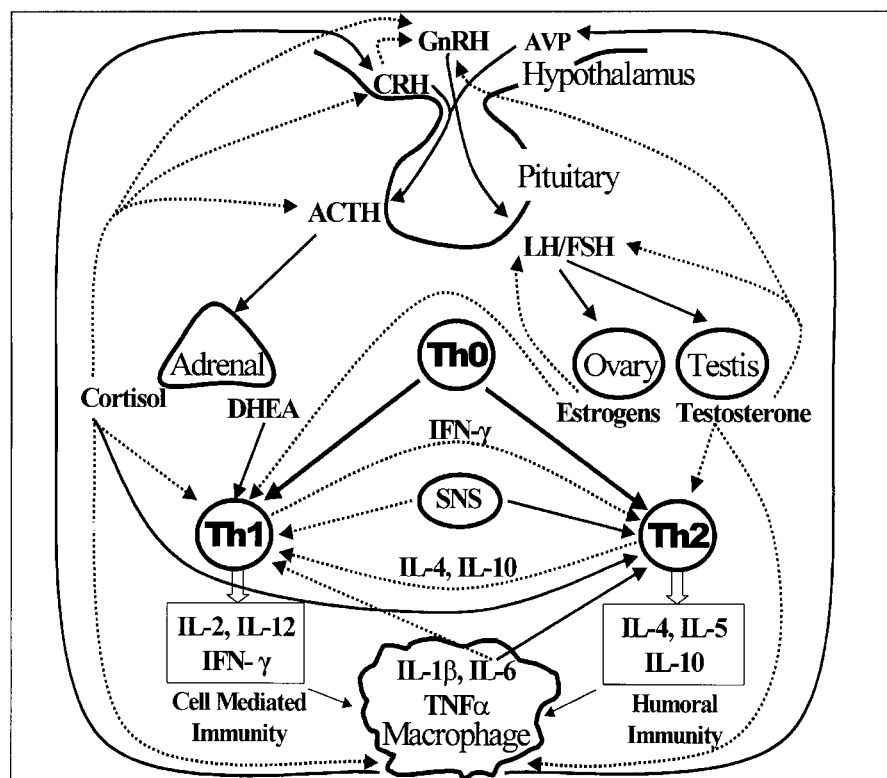 GnRH
AVP
CRH
Hypothalamus
Pituitary
ACTH
LH/FSH
Adrenal
Th0
Ovary
Testis
Cortisol
DHEA
Estrogens
Testosterone
IFN-γ
SNS
Th1
Th2
IL-4, IL-10
IL-2, IL-12
IFN- γ
IL-4, IL-5
IL-10
IL-1β, IL-6
TNFα
Macrophage
Cell Mediated
Immunity
Humoral
Immunity